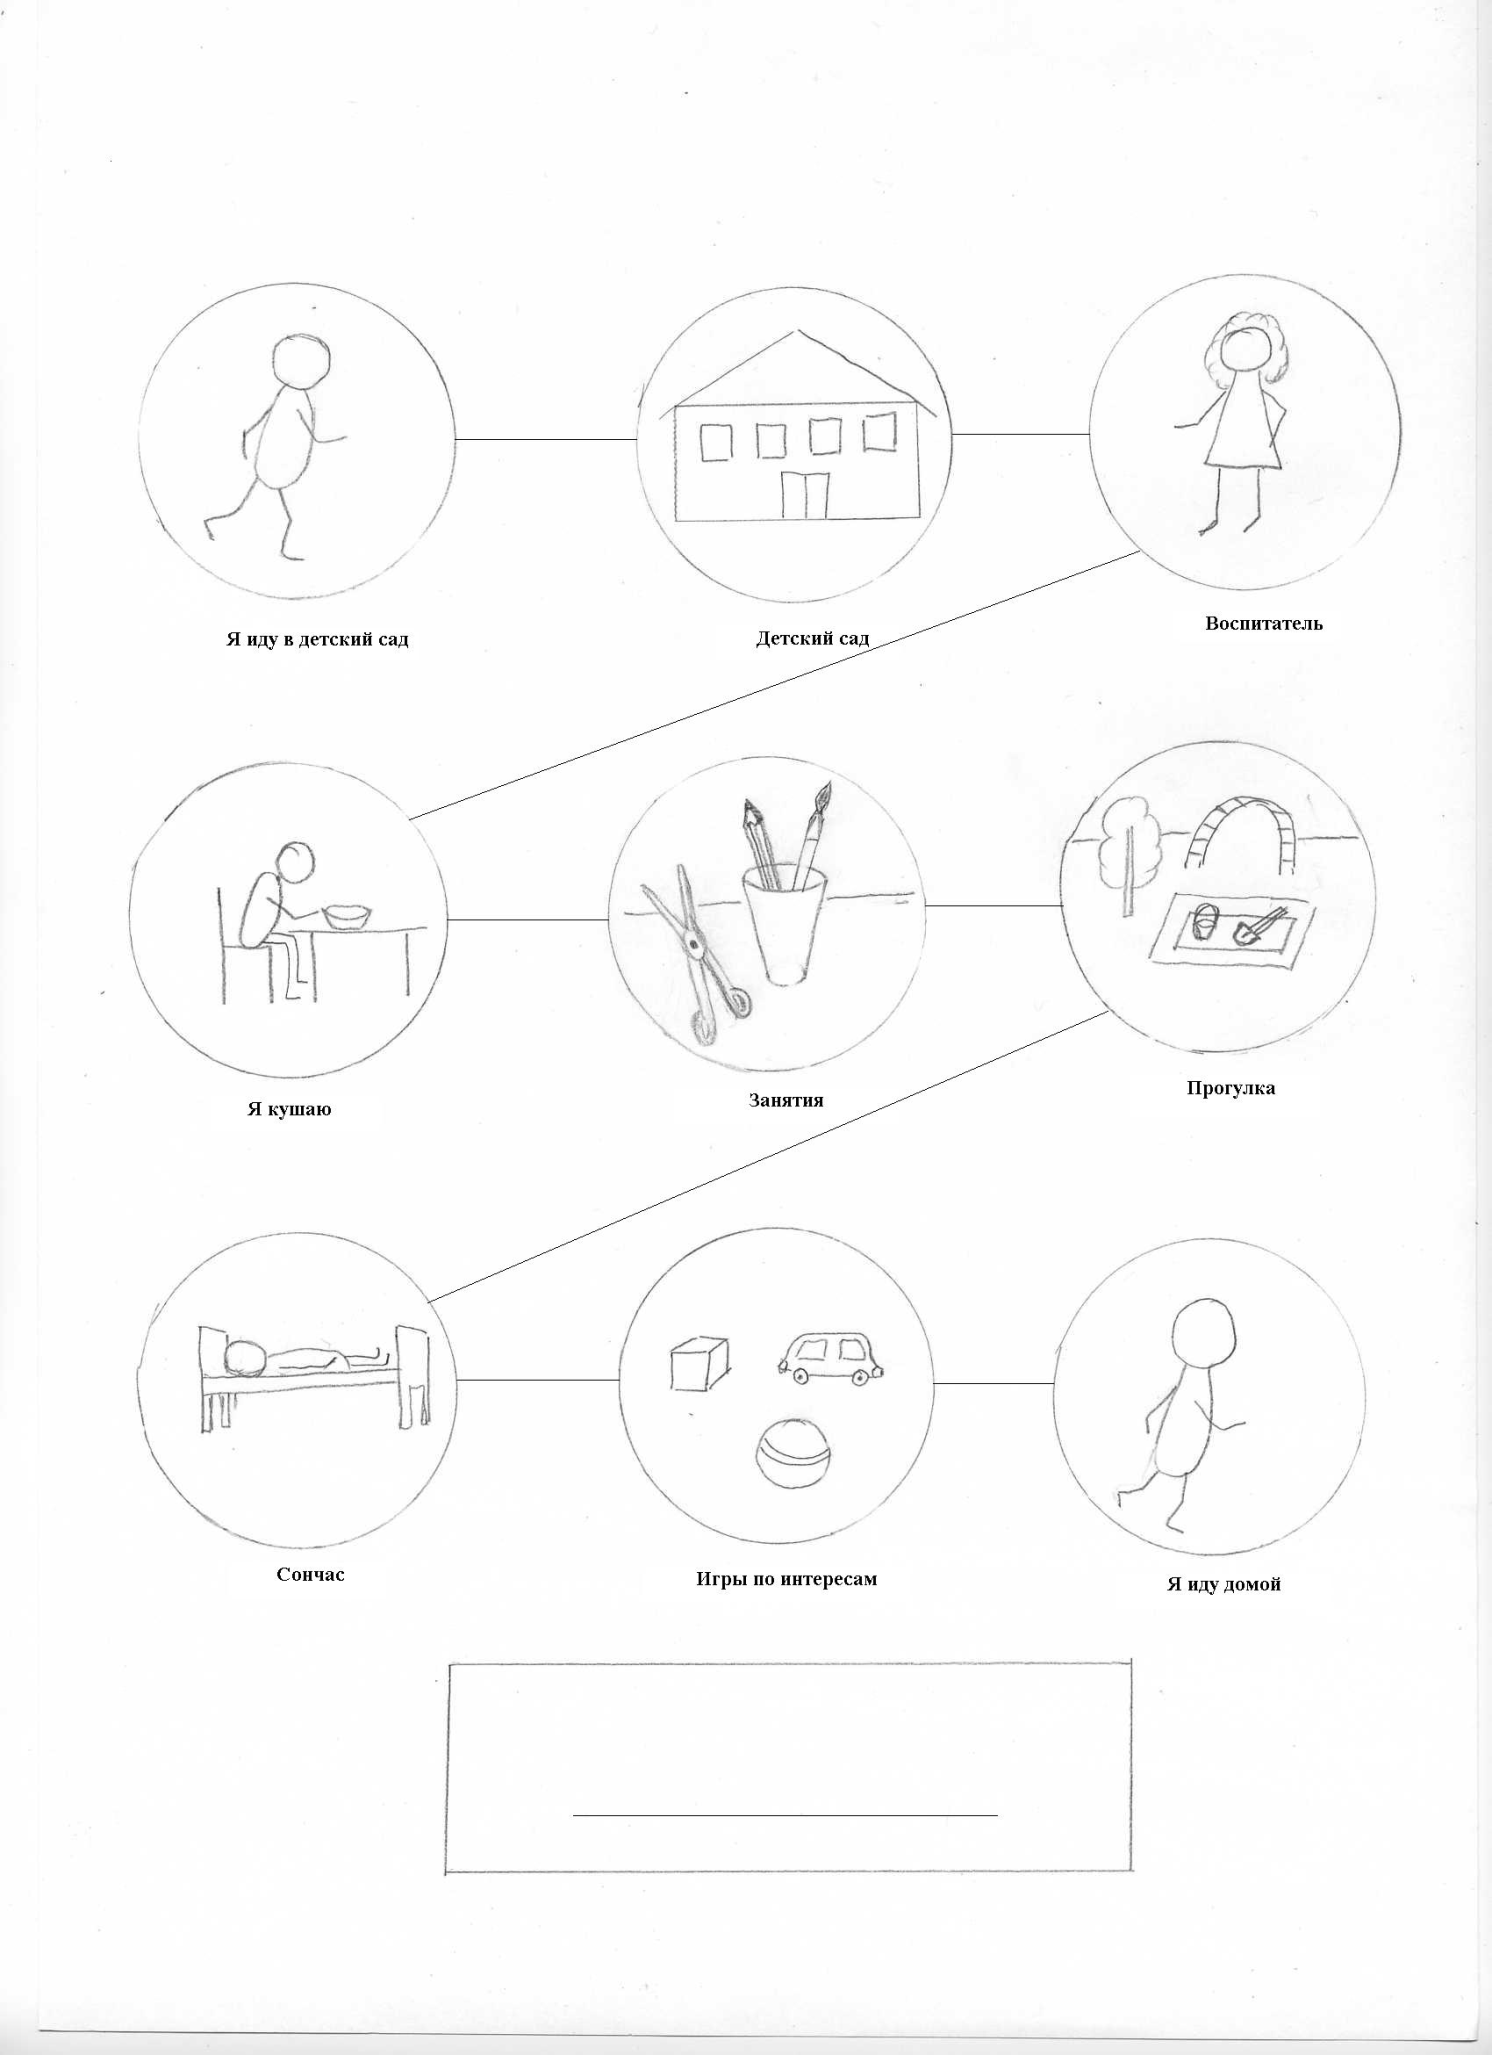 Я иду в детский сад
Детский сад
Воспитатель
Я кушаю
Занятия
Прогулка
Сончас
Игры по интересам
Я иду домой